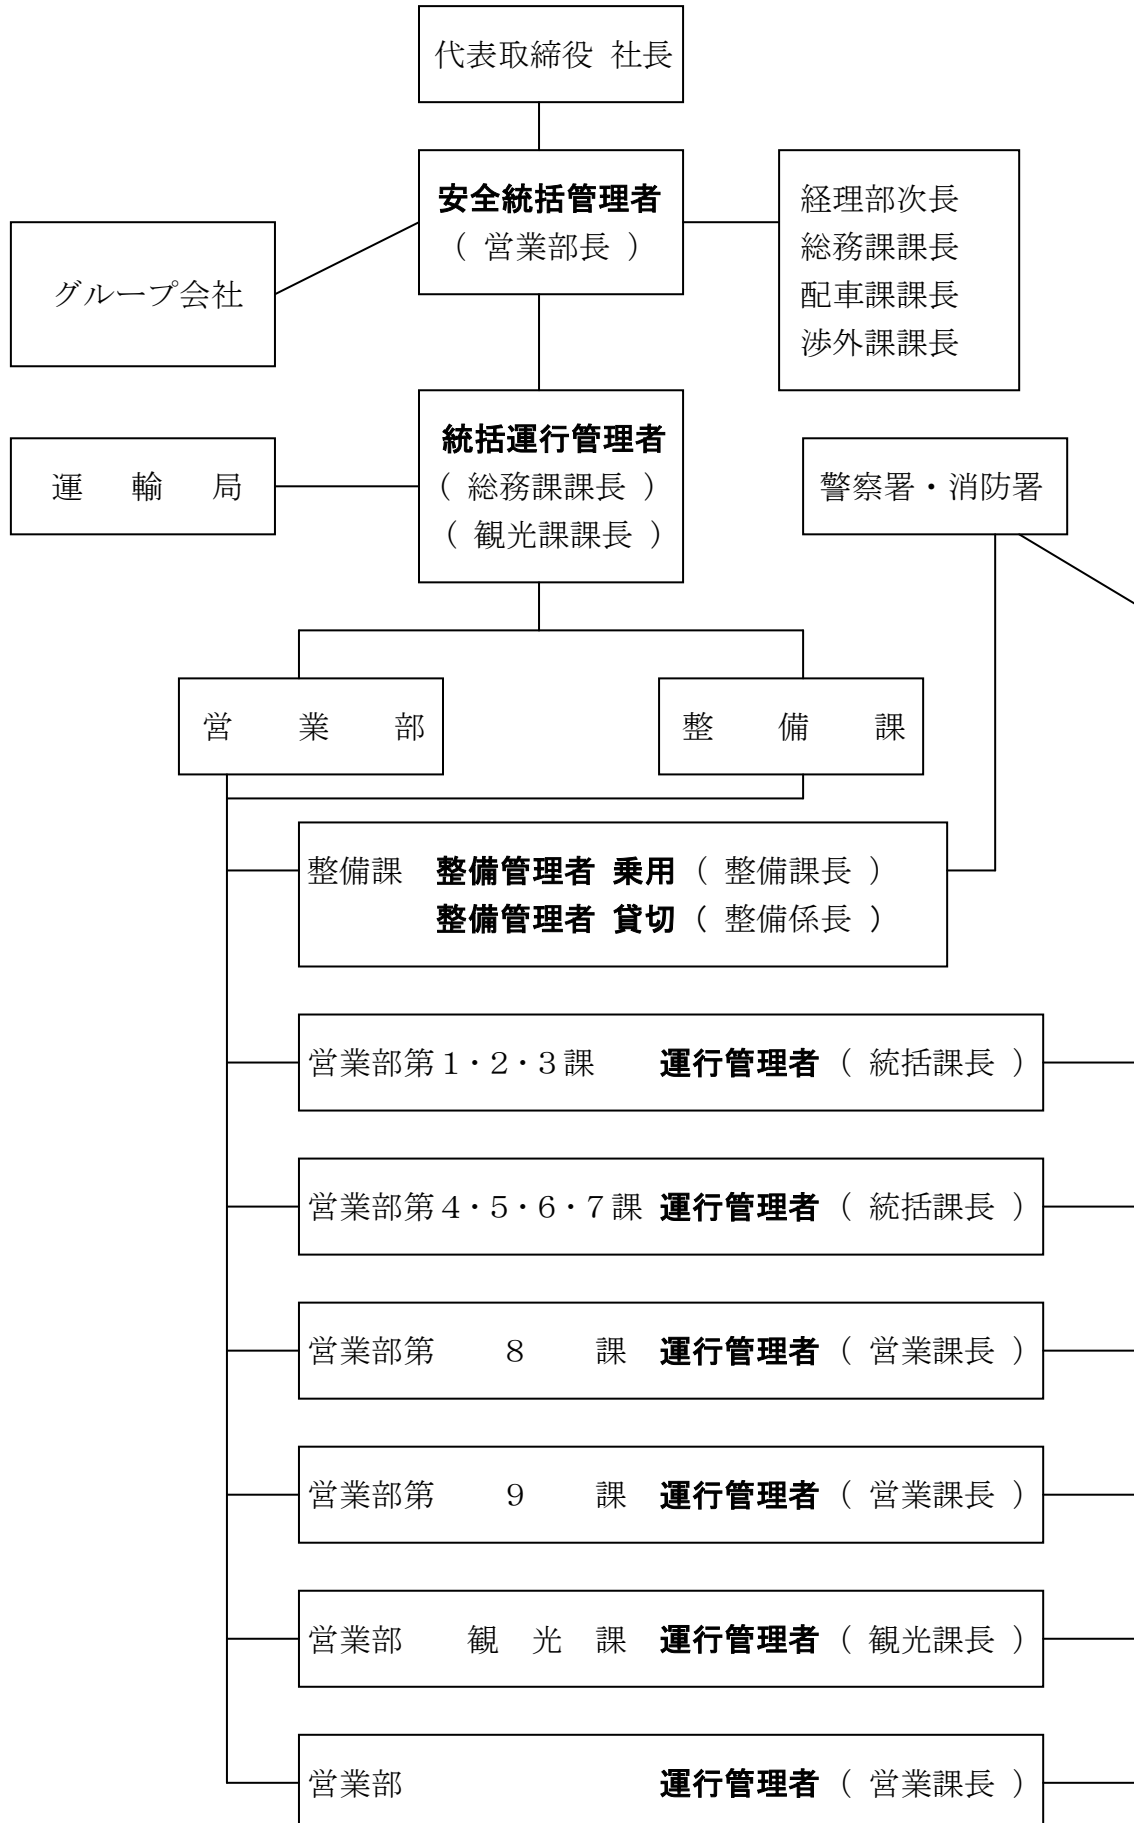 代表取締役 社長
安全統括管理者
（ 営業部長 ）
経理部次長
総務課課長
配車課課長
渉外課課長
グループ会社
統括運行管理者
（ 総務課課長 ）
（ 観光課課長 ）
運 輸 局
警察署・消防署
営 業 部
整 備 課
整備課 整備管理者 乗用（ 整備課長 ）
整備管理者 貸切（ 整備係長 ）
営業部第１・２・３課 運行管理者（ 統括課長 ）
営業部第４・５・６・７課 運行管理者（ 統括課長 ）
営業部第 ８ 課 運行管理者（ 営業課長 ）
営業部第 ９ 課 運行管理者（ 営業課長 ）
営業部 観 光 課 運行管理者（ 観光課長 ）
営業部 運行管理者（ 営業課長 ）